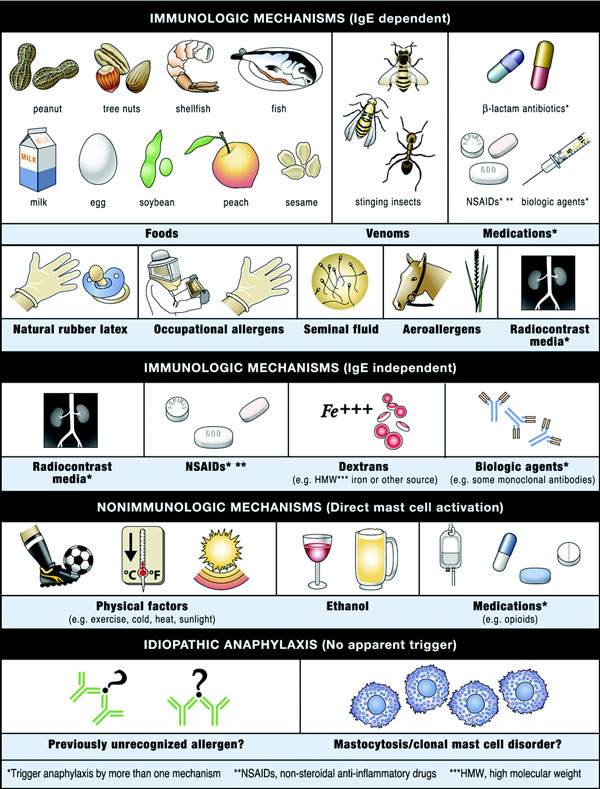 IMMUNOLOGIC MECHANISMS (IgE dependent)
peanut
tree nuts
shellfish
fish
β-lactam antibiotics*
MILK
ASPIRIN
600
milk
egg
soybean
peach
sesame
stinging insects
NSAIDs* **
biologic agents*
Foods
Venoms
Medications*
Natural rubber latex
Occupational allergens
Seminal fluid
Aeroallergens
Radiocontrast
media*
IMMUNOLOGIC MECHANISMS (IgE independent)
ASPIRIN
600
Fe+++
Radiocontrast
media*
NSAIDs* **
Dextrans
(e.g. HMW*** iron or other source)
Biologic agents*
(e.g. some monoclonal antibodies)
NONIMMUNOLOGIC MECHANISMS (Direct mast cell activation)
°C °F
Physical factors
(e.g. exercise, cold, heat, sunlight)
Ethanol
Medications*
(e.g. opioids)
IDIOPATHIC ANAPHYLAXIS (No apparent trigger)
?
?
Previously unrecognized allergen?
Mastocytosis/clonal mast cell disorder?
*Trigger anaphylaxis by more than one mechanism **NSAIDs, non-steroidal anti-inflammatory drugs ***HMW, high molecular weight